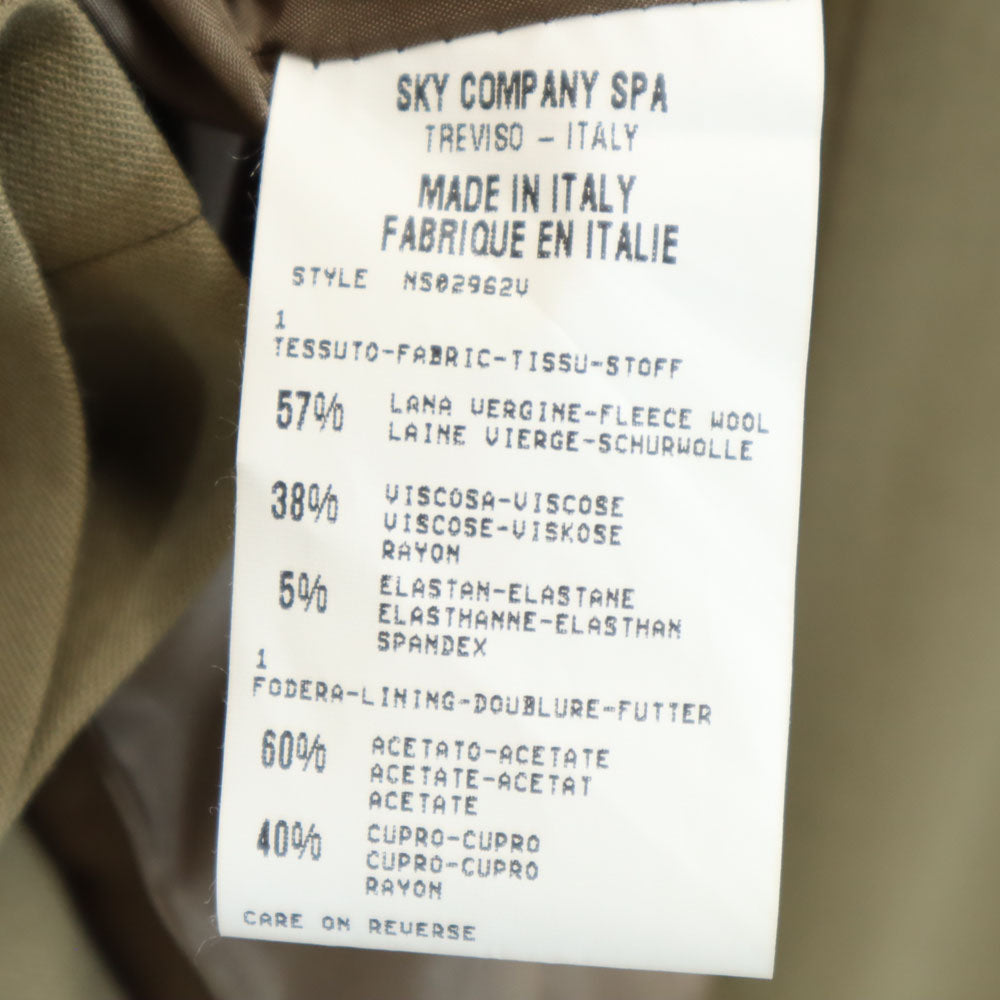 SKY COMPANY SPA
TREVISO - ITALY
MADE IN ITALY
FABRIQUE EN ITALIE
STYLE NS02962V
1
TESSUTO-FABRIC-TISSU-STOFF
57% LANA VERGINE-FLEECE WOOL
LAINE VIERGE-SCHURWOLLE
38% VISCOSA-VISCOSE
VISCOSE-VISKOSE
RAYON
5% ELASTAN-ELASTANE
ELASTHANNE-ELASTHAN
SPANDEX
1
FODERA-LINING-DOUBLURE-FUTTER
60% ACETATO-ACETATE
ACETATE-ACETAT
ACETATE
40% CUPRO-CUPRO
CUPRO-CUPRO
RAYON
CARE ON REVERSE